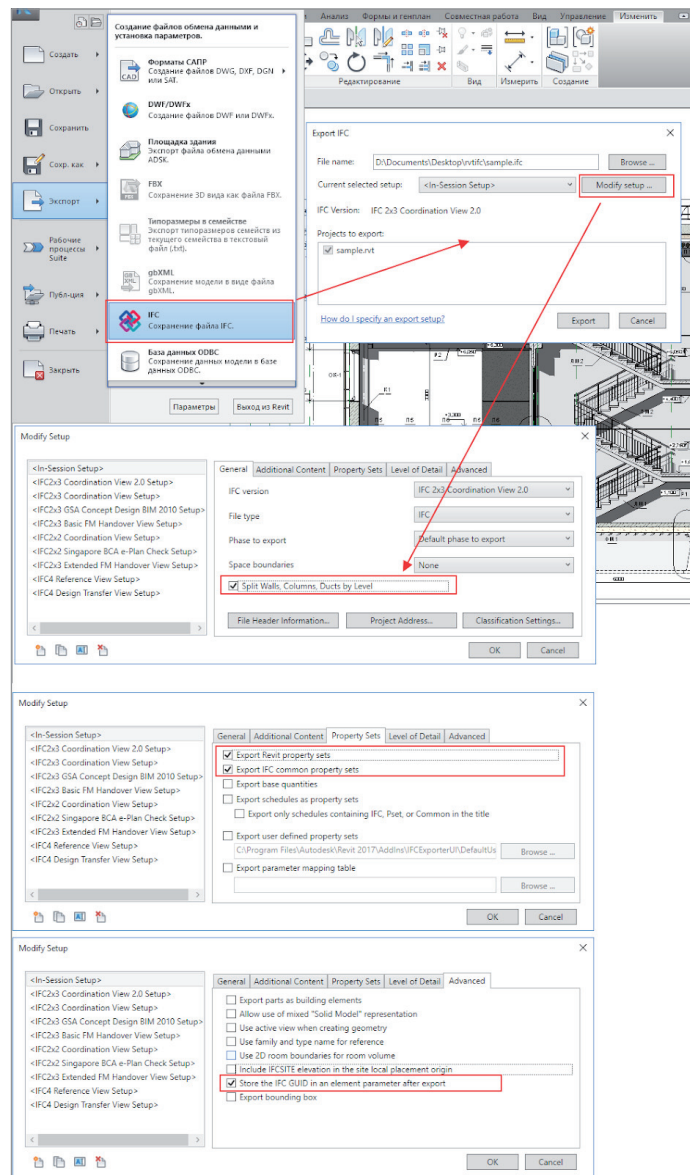 Анализ Формы и генплан Совместная работа Вид Управление Изменить
Редактирование Вид Измерить Создание
Создать
Открыть
Сохранить
Сохр. как
Экспорт
Рабочие
процессы
Suite
Публ-ция
Печать
Закрыть
Создание файлов обмена данными и
установка параметров.
CAD
Форматы САПР
Создание файлов DWG, DXF, DGN
или SAT.
DWF/DWFx
Создание файлов DWF или DWFx.
Площадка здания
Экспорт файла обмена данными
ADSK.
FBX
FBX
Сохранение 3D вида как файла FBX.
Типоразмеры в семействе
Экспорт типоразмеров семейств из
текущего семейства в текстовый
файл (.txt).
XML
gbXML
Сохранение модели в виде файла
gbXML.
IFC
Сохранение файла IFC.
База данных ODBC
Сохранение данных модели в базе
данных ODBC.
Параметры Выход из Revit
Export IFC
File name: D:\Documents\Desktop\rvtifc\sample.ifc Browse ...
Current selected setup: <In-Session Setup> Modify setup ...
IFC Version: IFC 2x3 Coordination View 2.0
Projects to export:
sample.rvt
How do I specify an export setup? Export Cancel
Modify Setup
<In-Session Setup>
<IFC2x3 Coordination View 2.0 Setup>
<IFC2x3 Coordination View Setup>
<IFC2x3 GSA Concept Design BIM 2010 Setup>
<IFC2x3 Basic FM Handover View Setup>
<IFC2x2 Coordination View Setup>
<IFC2x2 Singapore BCA e-Plan Check Setup>
<IFC2x3 Extended FM Handover View Setup>
<IFC4 Reference View Setup>
<IFC4 Design Transfer View Setup>
General Additional Content Property Sets Level of Detail Advanced
IFC version IFC 2x3 Coordination View 2.0
File type IFC
Phase to export Default phase to export
Space boundaries None
Split Walls, Columns, Ducts by Level
File Header Information... Project Address... Classification Settings...
OK Cancel
Modify Setup
<In-Session Setup>
<IFC2x3 Coordination View 2.0 Setup>
<IFC2x3 Coordination View Setup>
<IFC2x3 GSA Concept Design BIM 2010 Setup>
<IFC2x3 Basic FM Handover View Setup>
<IFC2x2 Coordination View Setup>
<IFC2x2 Singapore BCA e-Plan Check Setup>
<IFC2x3 Extended FM Handover View Setup>
<IFC4 Reference View Setup>
<IFC4 Design Transfer View Setup>
General Additional Content Property Sets Level of Detail Advanced
Export Revit property sets
Export IFC common property sets
Export base quantities
Export schedules as property sets
Export only schedules containing IFC, Pset, or Common in the title
Export user defined property sets
C:\Program Files\Autodesk\Revit 2017\AddIns\IFCExporterUI\DefaultUs Browse ...
Export parameter mapping table
Browse ...
OK Cancel
Modify Setup
<In-Session Setup>
<IFC2x3 Coordination View 2.0 Setup>
<IFC2x3 Coordination View Setup>
<IFC2x3 GSA Concept Design BIM 2010 Setup>
<IFC2x3 Basic FM Handover View Setup>
<IFC2x2 Coordination View Setup>
<IFC2x2 Singapore BCA e-Plan Check Setup>
<IFC2x3 Extended FM Handover View Setup>
<IFC4 Reference View Setup>
<IFC4 Design Transfer View Setup>
General Additional Content Property Sets Level of Detail Advanced
Export parts as building elements
Allow use of mixed "Solid Model" representation
Use active view when creating geometry
Use family and type name for reference
Use 2D room boundaries for room volume
Include IFCSITE elevation in the site local placement origin
Store the IFC GUID in an element parameter after export
Export bounding box
OK Cancel